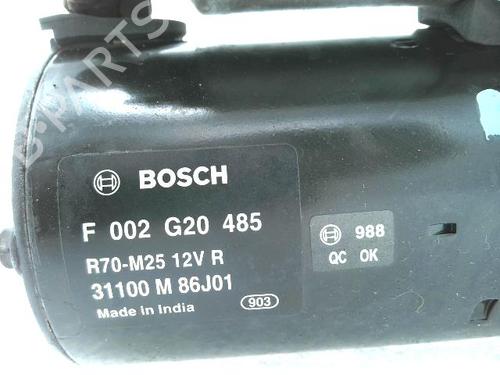 BOSCH
F 002 G20 485
R70-M25 12V R
31100 M 86J01
Made in India 903
988
QC OK
B-PARTS